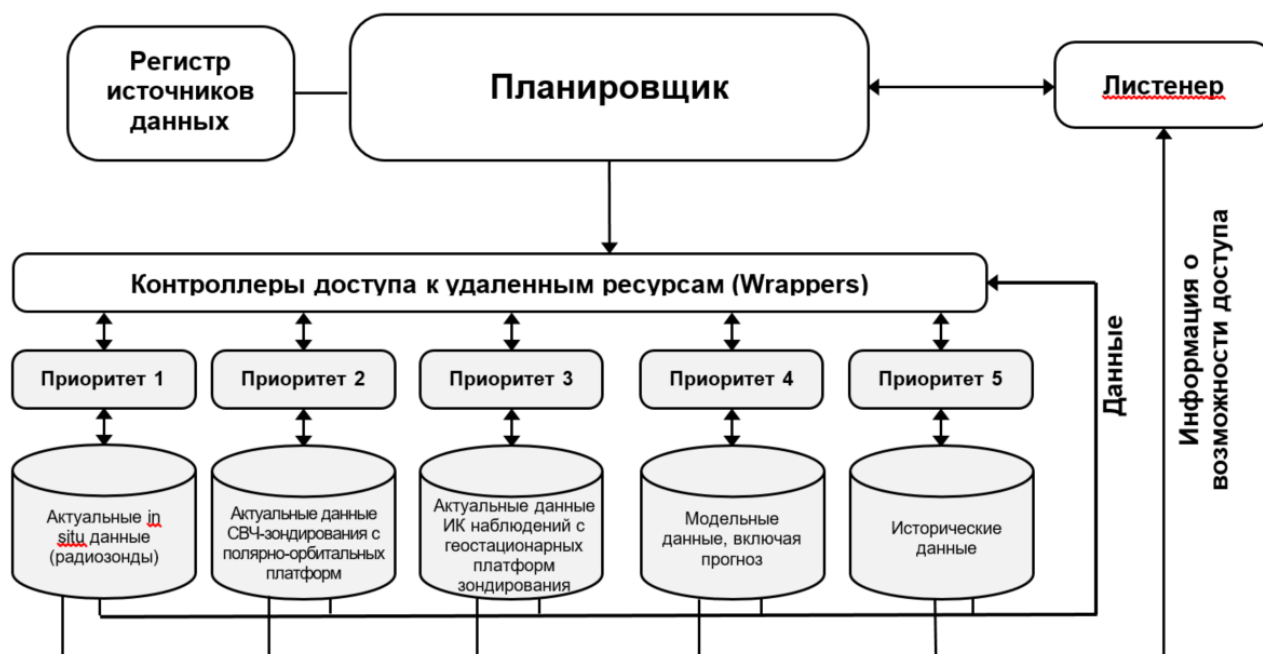 Регистр
источников
данных
Планировщик
Листенер
Контроллеры доступа к удаленным ресурсам (Wrappers)
Приоритет 1
Приоритет 2
Приоритет 3
Приоритет 4
Приоритет 5
Актуальные in
situ данные
(радиозонды)
Актуальные данные
СВЧ-зондирования с
полярно-орбитальных
платформ
Актуальные данные
ИК наблюдений с
геостационарных
платформ
зондирования
Модельные
данные, включая
прогноз
Исторические
данные
Данные
Информация о
возможности доступа